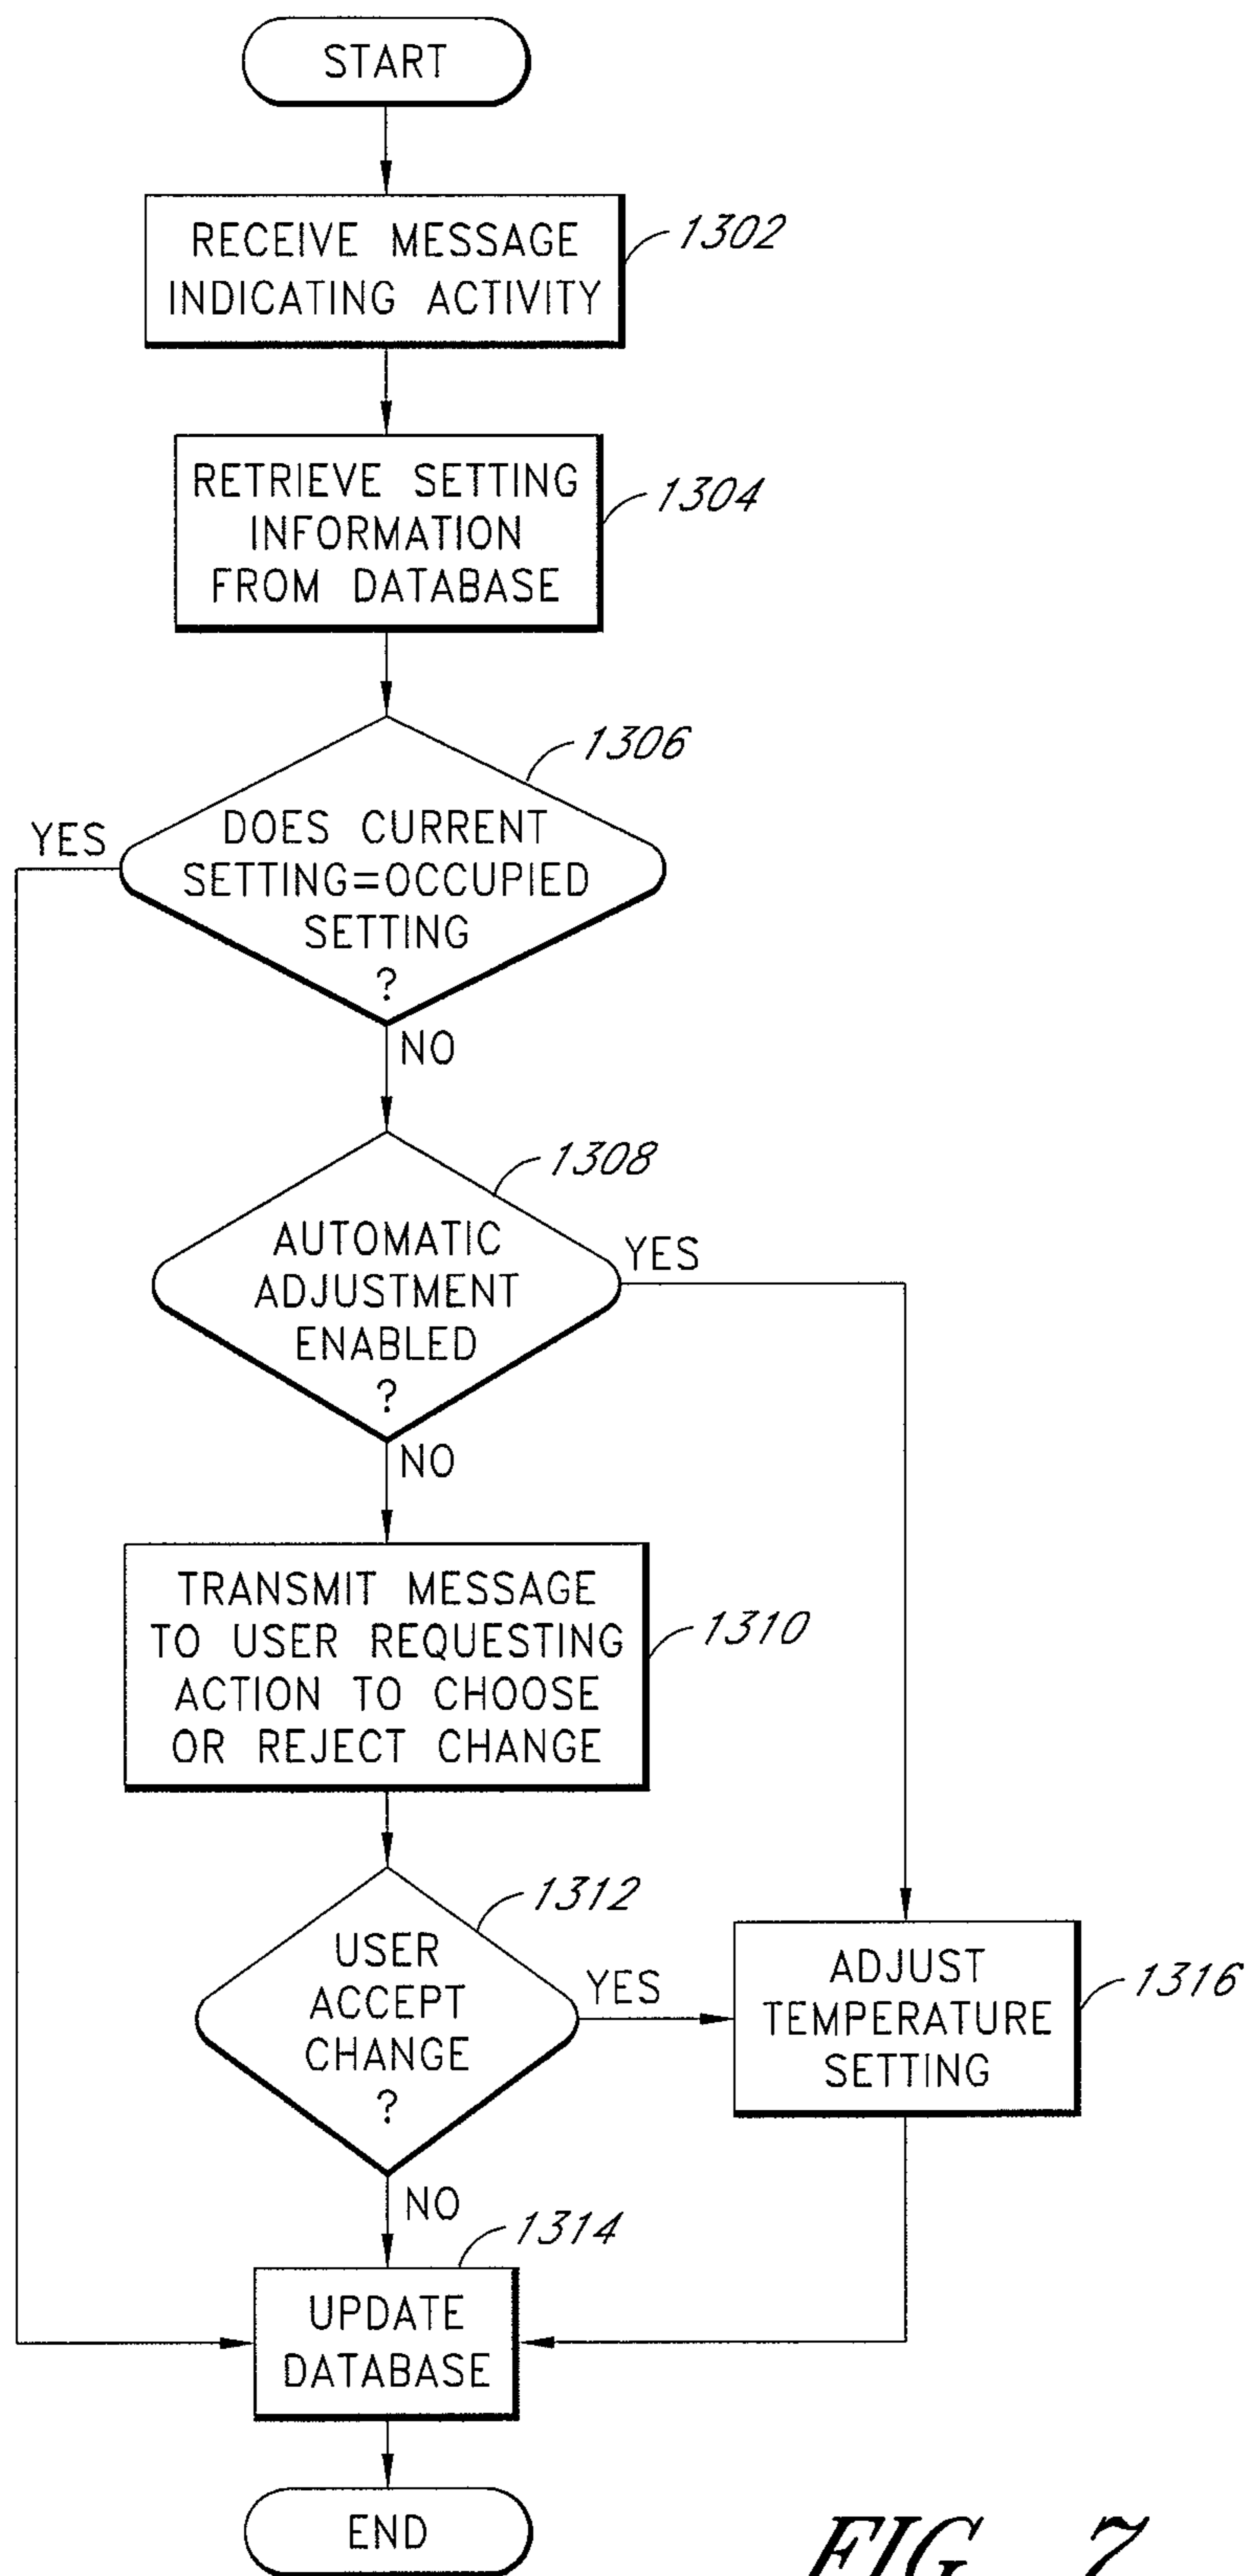 START
RECEIVE MESSAGE
INDICATING ACTIVITY
1302
RETRIEVE SETTING
INFORMATION
FROM DATABASE
1304
1306
YES
DOES CURRENT
SETTING=OCCUPIED
SETTING
?
NO
1308
AUTOMATIC
ADJUSTMENT
ENABLED
?
YES
NO
TRANSMIT MESSAGE
TO USER REQUESTING
ACTION TO CHOOSE
OR REJECT CHANGE
1310
1312
USER
ACCEPT
CHANGE
?
YES
ADJUST
TEMPERATURE
SETTING
1316
NO
1314
UPDATE
DATABASE
END
FIG. 7